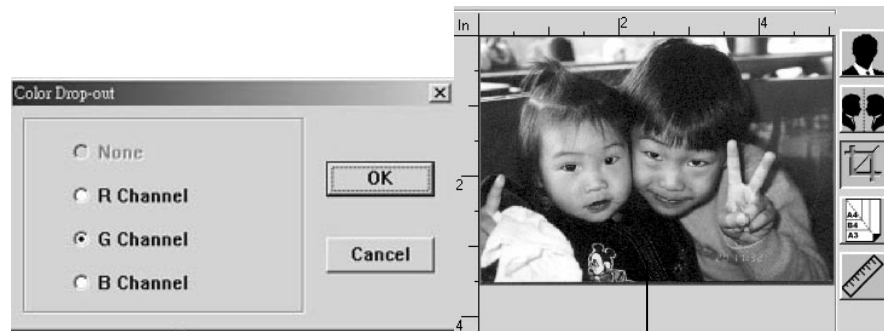 Color Drop-out
None
R Channel
G Channel
B Channel
OK
Cancel
In
2
4
2
4
A4
B4
A3